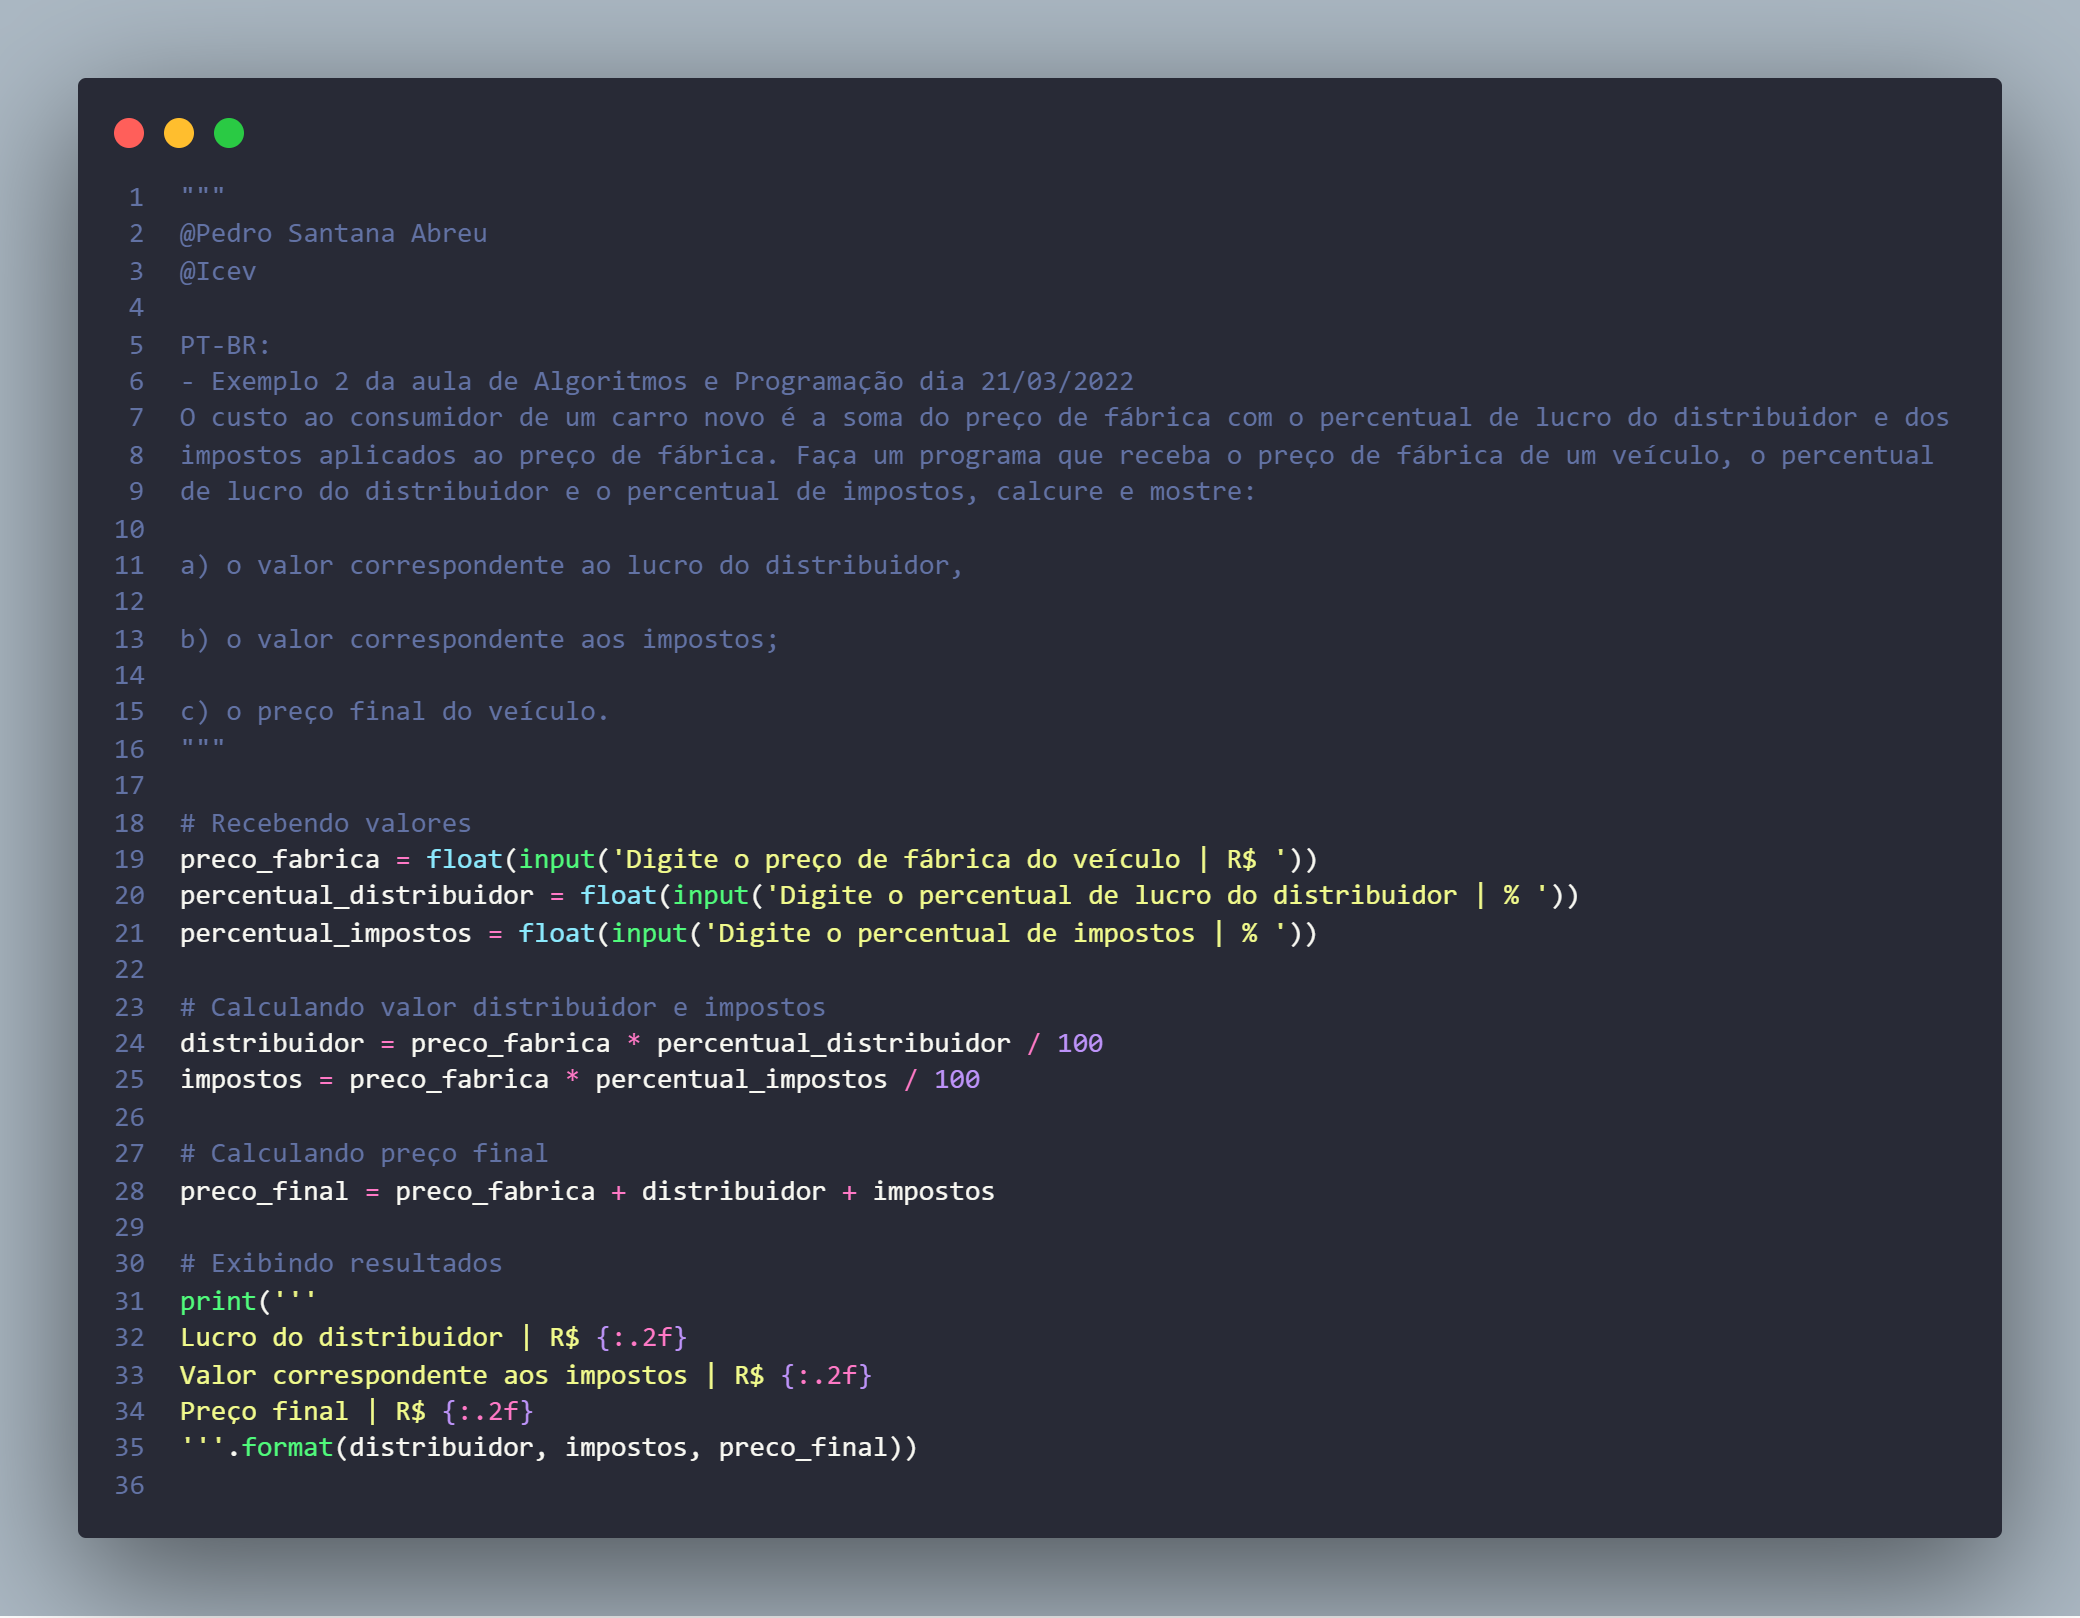 1 """
2 @Pedro Santana Abreu
3 @Icev
4
5 PT-BR:
6 - Exemplo 2 da aula de Algoritmos e Programação dia 21/03/2022
7 O custo ao consumidor de um carro novo é a soma do preço de fábrica com o percentual de lucro do distribuidor e dos
8 impostos aplicados ao preço de fábrica. Faça um programa que receba o preço de fábrica de um veículo, o percentual
9 de lucro do distribuidor e o percentual de impostos, calcure e mostre:
10
11 a) o valor correspondente ao lucro do distribuidor,
12
13 b) o valor correspondente aos impostos;
14
15 c) o preço final do veículo.
16 """
17
18 # Recebendo valores
19 preco_fabrica = float(input('Digite o preço de fábrica do veículo | R$ '))
20 percentual_distribuidor = float(input('Digite o percentual de lucro do distribuidor | % '))
21 percentual_impostos = float(input('Digite o percentual de impostos | % '))
22
23 # Calculando valor distribuidor e impostos
24 distribuidor = preco_fabrica * percentual_distribuidor / 100
25 impostos = preco_fabrica * percentual_impostos / 100
26
27 # Calculando preço final
28 preco_final = preco_fabrica + distribuidor + impostos
29
30 # Exibindo resultados
31 print('''
32 Lucro do distribuidor | R$ {:.2f}
33 Valor correspondente aos impostos | R$ {:.2f}
34 Preço final | R$ {:.2f}
35 '''.format(distribuidor, impostos, preco_final))
36